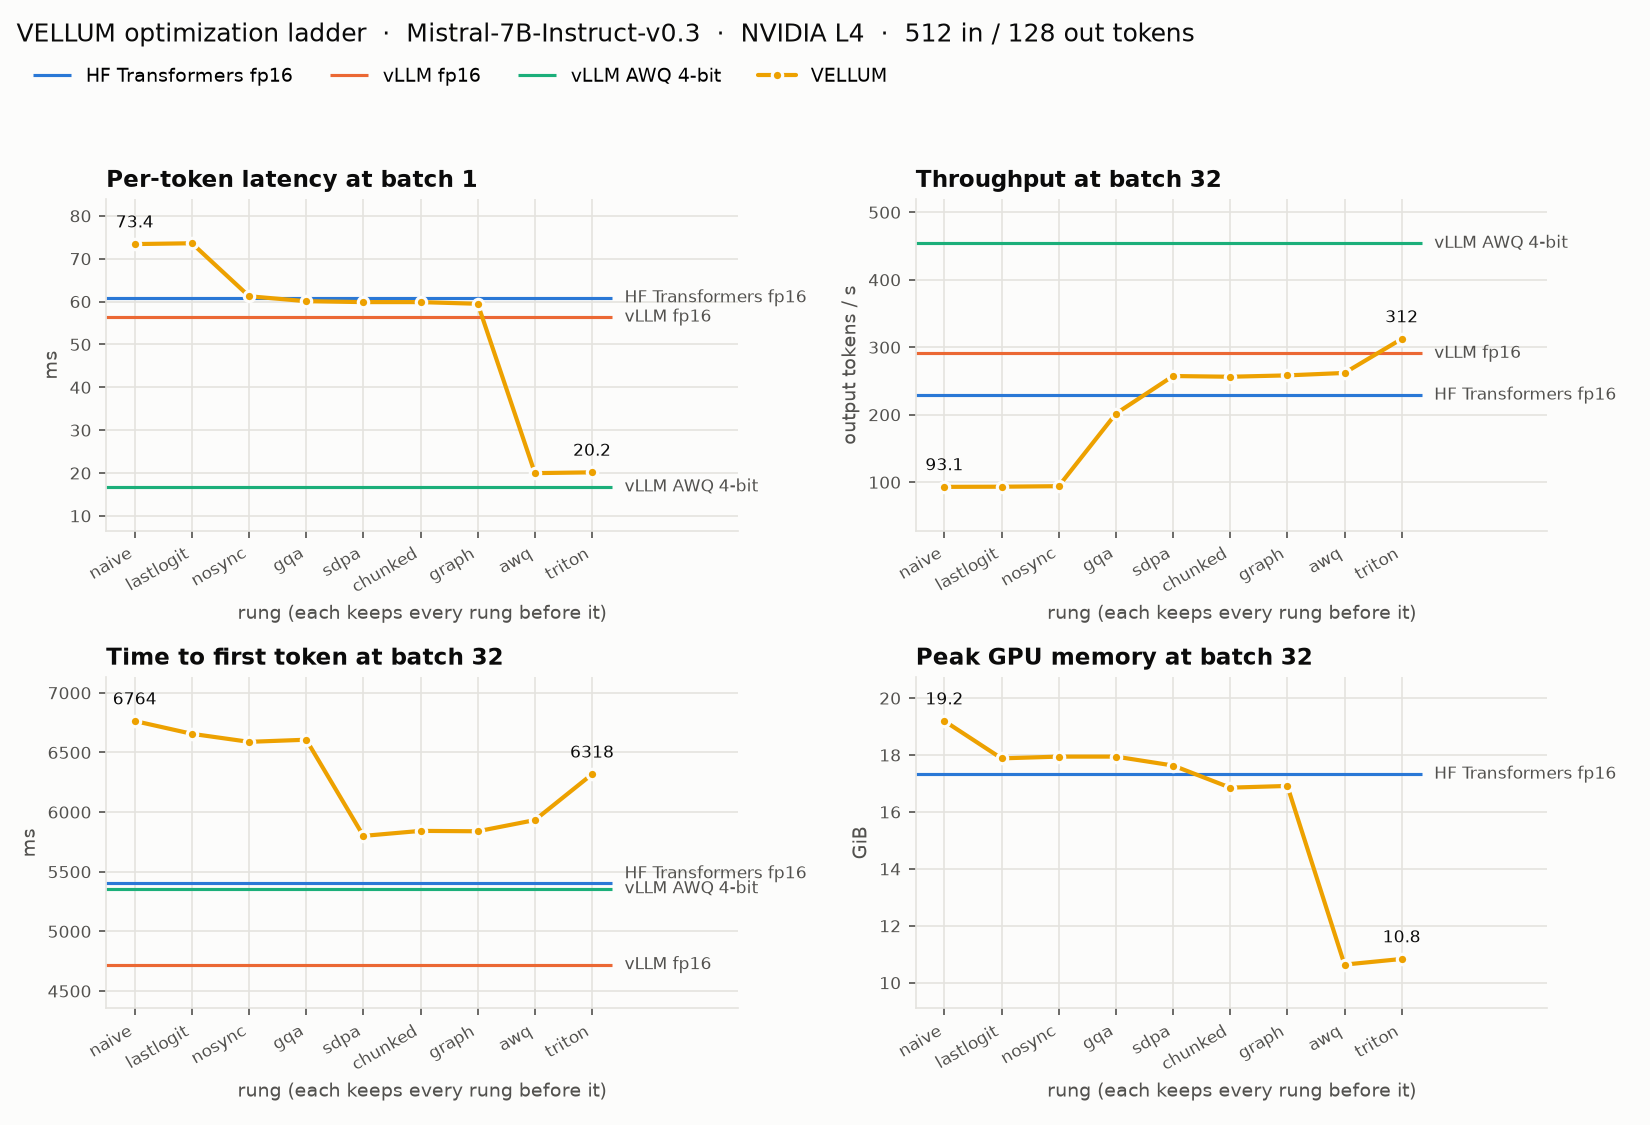 VELLUM optimization ladder · Mistral-7B-Instruct-v0.3 · NVIDIA L4 · 512 in / 128 out tokens
HF Transformers fp16 vLLM fp16 vLLM AWQ 4-bit VELLUM
Per-token latency at batch 1
80
70
60
50
40
30
20
10
ms
73.4
20.2
HF Transformers fp16
vLLM fp16
vLLM AWQ 4-bit
naive lastlogit nosync gqa sdpa chunked graph awq triton
rung (each keeps every rung before it)
Throughput at batch 32
500
400
300
200
100
output tokens / s
93.1
312
vLLM AWQ 4-bit
vLLM fp16
HF Transformers fp16
naive lastlogit nosync gqa sdpa chunked graph awq triton
rung (each keeps every rung before it)
Time to first token at batch 32
7000
6500
6000
5500
5000
4500
ms
6764
6318
HF Transformers fp16
vLLM AWQ 4-bit
vLLM fp16
naive lastlogit nosync gqa sdpa chunked graph awq triton
rung (each keeps every rung before it)
Peak GPU memory at batch 32
20
18
16
14
12
10
GiB
19.2
10.8
HF Transformers fp16
naive lastlogit nosync gqa sdpa chunked graph awq triton
rung (each keeps every rung before it)